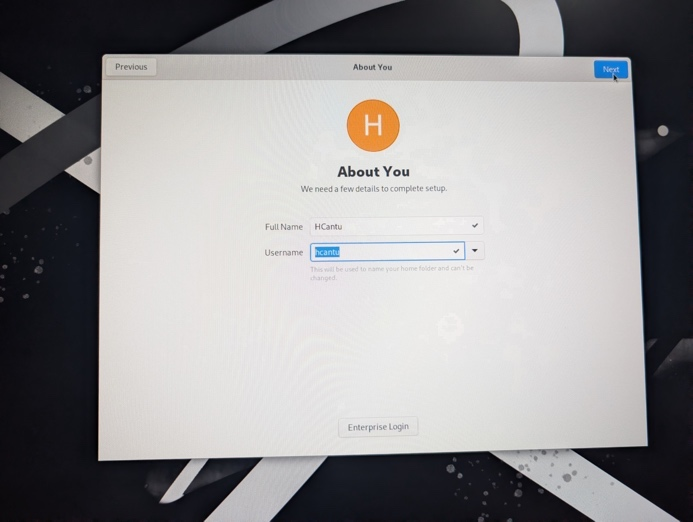 Previous
About You
Next
H
About You
We need a few details to complete setup.
Full Name HCantu
Username hcantu
This will be used to name your home folder and can't be
changed.
Enterprise Login